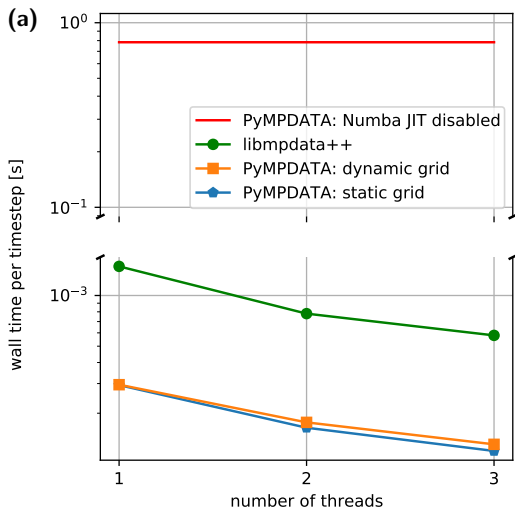 (a)
10⁰
PyMPDATA: Numba JIT disabled
libmpdata++
PyMPDATA: dynamic grid
PyMPDATA: static grid
10⁻¹
wall time per timestep [s]
10⁻³
1 2 3
number of threads